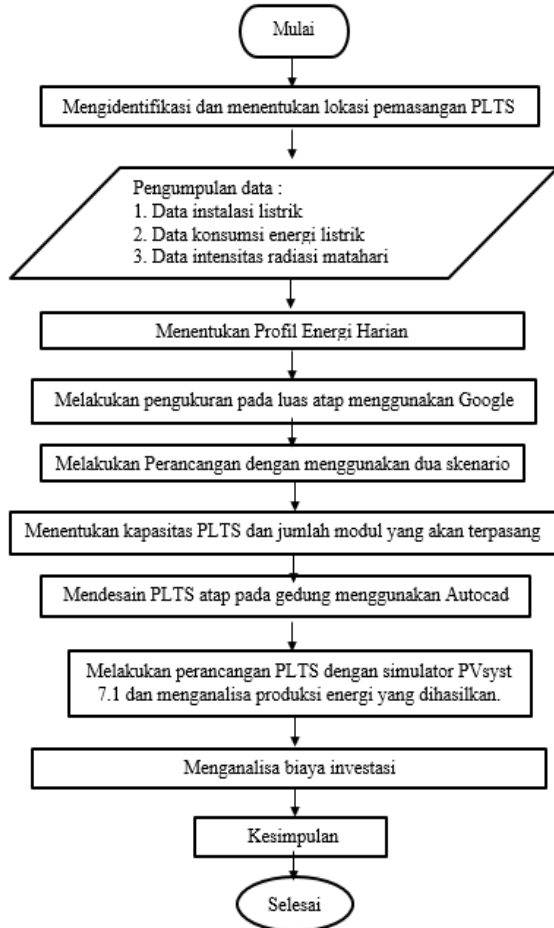 Mulai
Mengidentifikasi dan menentukan lokasi pemasangan PLTS
Pengumpulan data :
1. Data instalasi listrik
2. Data konsumsi energi listrik
3. Data intensitas radiasi matahari
Menentukan Profil Energi Harian
Melakukan pengukuran pada luas atap menggunakan Google
Melakukan Perancangan dengan menggunakan dua skenario
Menentukan kapasitas PLTS dan jumlah modul yang akan terpasang
Mendesain PLTS atap pada gedung menggunakan Autocad
Melakukan perancangan PLTS dengan simulator PVsyst
7.1 dan menganalisa produksi energi yang dihasilkan.
Menganalisa biaya investasi
Kesimpulan
Selesai